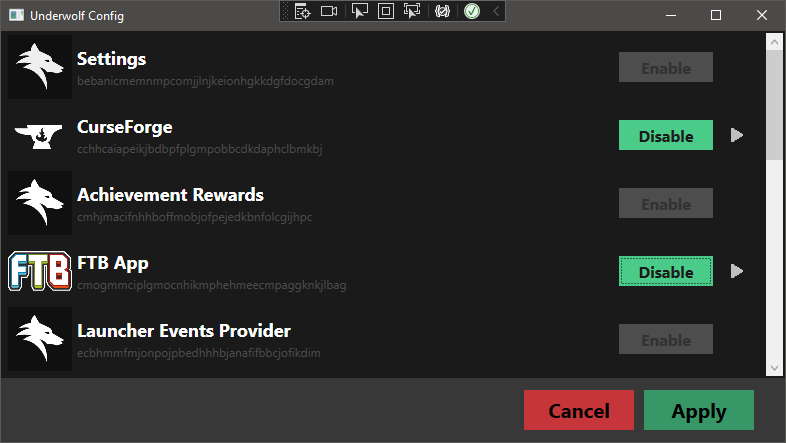 Underwolf Config
Settings
bebanicmemnmpcomjjlnjkeionhgkkdgfdocgdam
Enable
CurseForge
cchhcaiapeikjbdbpfplgmpobbcdkdaphclbmkbj
Disable
Achievement Rewards
cmhjmacifnhhboffmobjofpejedkbnfolcgijhpc
Enable
FTB
FTB App
cmogmmciplgmocnhikmphehmeecmpaggknkjlbag
Disable
Launcher Events Provider
ecbhmmfmjonpojpbedhhhbjanafifbbcjofikdim
Enable
Cancel
Apply